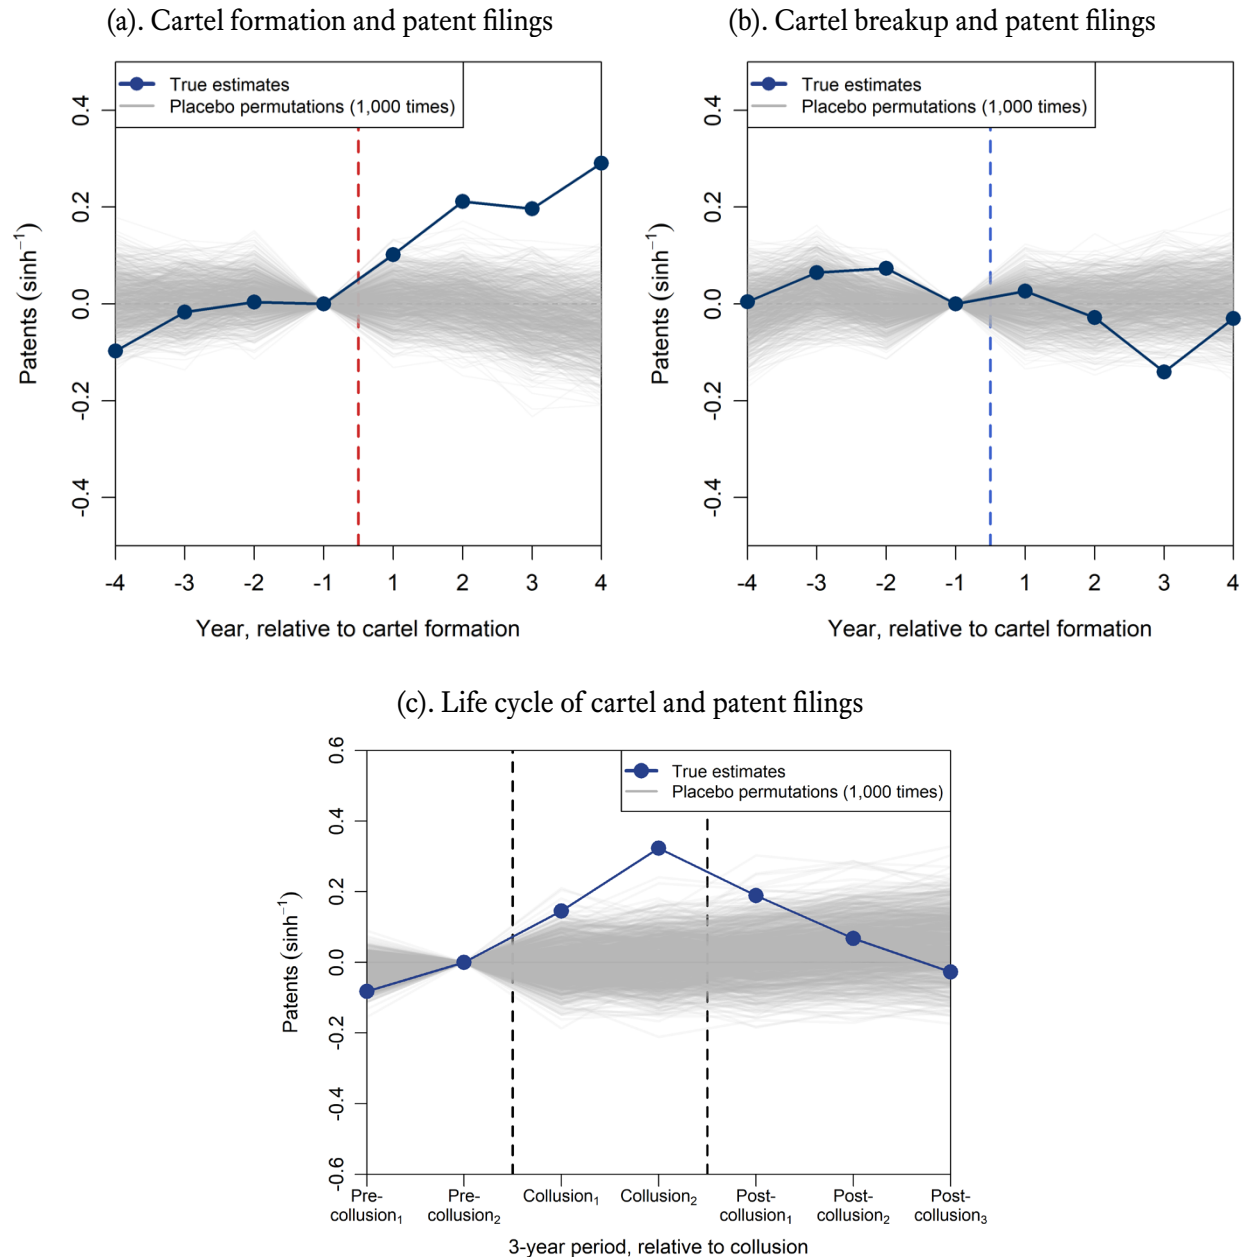 (a). Cartel formation and patent filings
True estimates
Placebo permutations (1,000 times)
Patents (sinh⁻¹)
0.4
0.2
0.0
-0.2
-0.4
-4 -3 -2 -1 1 2 3 4
Year, relative to cartel formation
(b). Cartel breakup and patent filings
True estimates
Placebo permutations (1,000 times)
Patents (sinh⁻¹)
0.4
0.2
0.0
-0.2
-0.4
-4 -3 -2 -1 1 2 3 4
Year, relative to cartel formation
(c). Life cycle of cartel and patent filings
True estimates
Placebo permutations (1,000 times)
Patents (sinh⁻¹)
0.6
0.4
0.2
0.0
-0.2
-0.4
-0.6
Pre-
collusion₁
Pre-
collusion₂
Collusion₁
Collusion₂
Post-
collusion₁
Post-
collusion₂
Post-
collusion₃
3-year period, relative to collusion